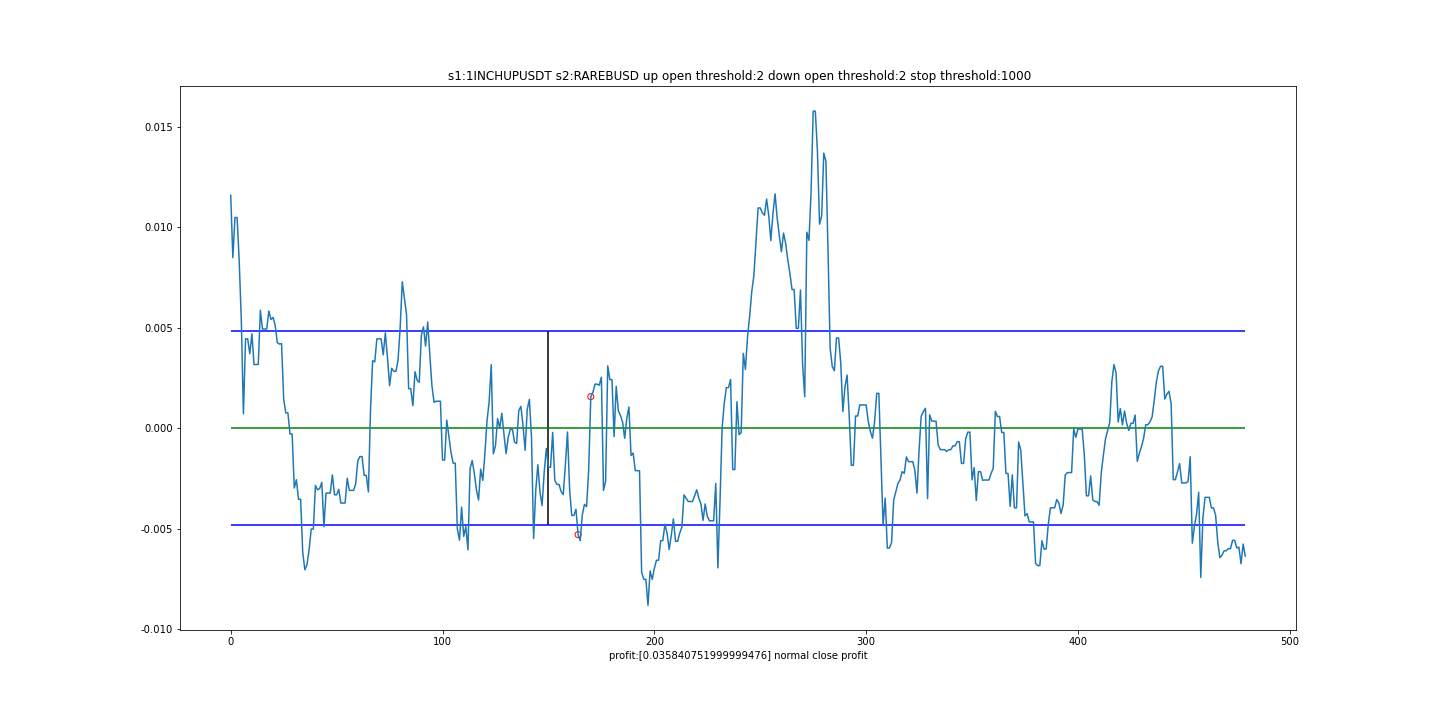 s1:1INCHUPUSDT s2:RAREBUSD up open threshold:2 down open threshold:2 stop threshold:1000
0.015
0.010
0.005
0.000
-0.005
-0.010
0 100 200 300 400 500
profit:[0.035840751999999476] normal close profit